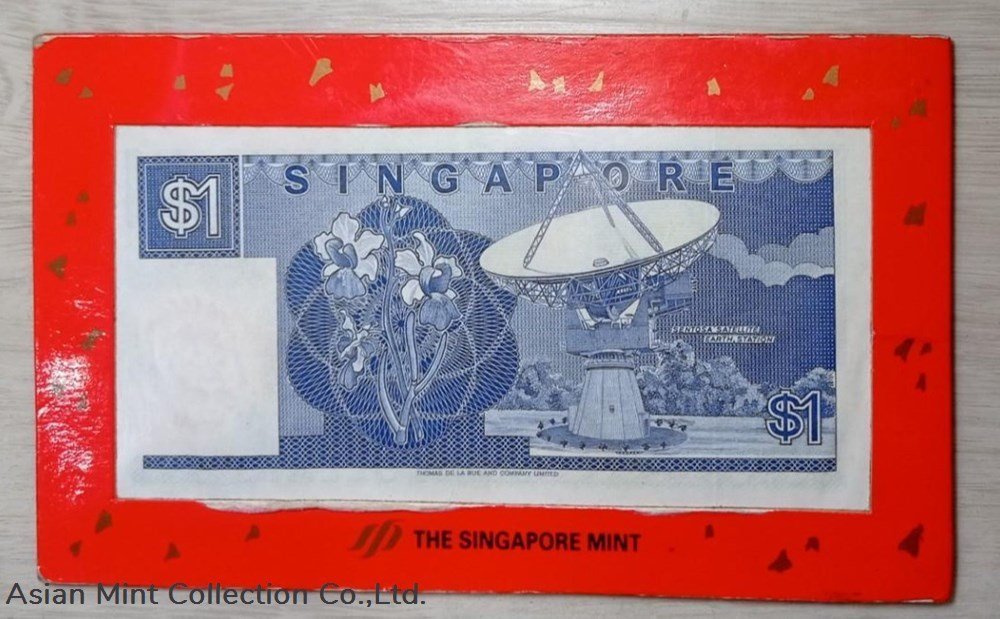 $1
SINGAPORE
SENTOSA SATELLITE
EARTH STATION
$1
THOMAS DE LA RUE AND COMPANY LIMITED
THE SINGAPORE MINT
Asian Mint Collection Co.,Ltd.